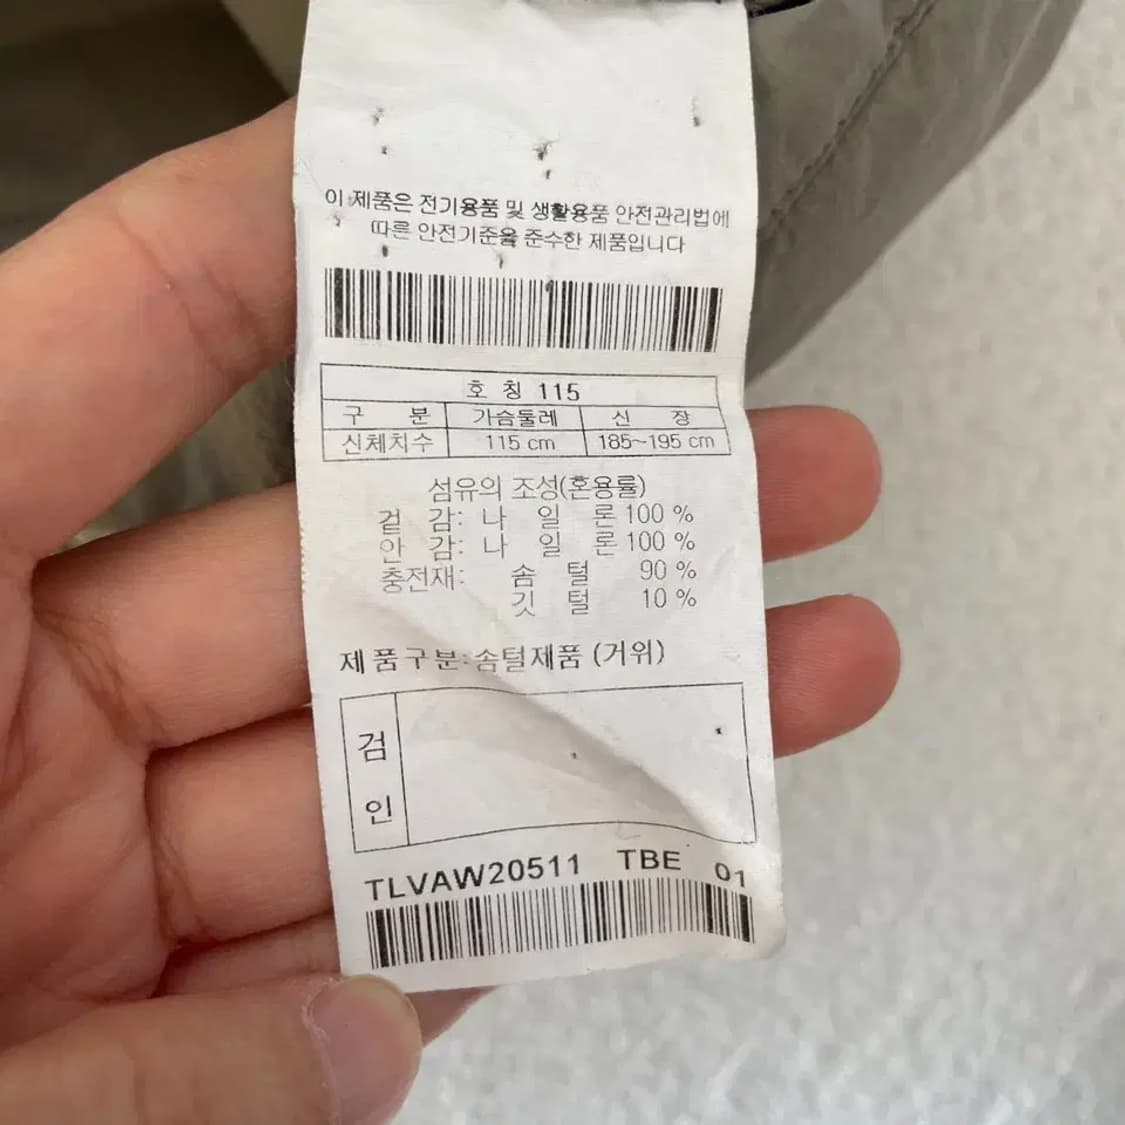 이 제품은 전기용품 및 생활용품 안전관리법에
따른 안전기준을 준수한 제품입니다
호 칭 115
구 분 가슴둘레 신 장
신체치수 115 cm 185~195 cm
섬유의 조성(혼용률)
겉 감: 나 일 론 100 %
안 감: 나 일 론 100 %
충전재: 솜 털 90 %
깃 털 10 %
제품구분: 솜털제품 (거위)
검
인
TLVAW20511 TBE 01